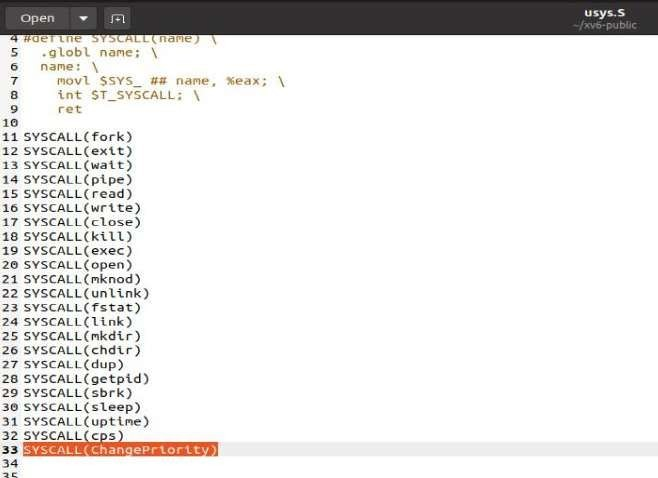 Open
usys.S
~/xv6-public
4 #define SYSCALL(name) \
5 .globl name; \
6 name: \
7 movl $SYS_ ## name, %eax; \
8 int $T_SYSCALL; \
9 ret
10
11 SYSCALL(fork)
12 SYSCALL(exit)
13 SYSCALL(wait)
14 SYSCALL(pipe)
15 SYSCALL(read)
16 SYSCALL(write)
17 SYSCALL(close)
18 SYSCALL(kill)
19 SYSCALL(exec)
20 SYSCALL(open)
21 SYSCALL(mknod)
22 SYSCALL(unlink)
23 SYSCALL(fstat)
24 SYSCALL(link)
25 SYSCALL(mkdir)
26 SYSCALL(chdir)
27 SYSCALL(dup)
28 SYSCALL(getpid)
29 SYSCALL(sbrk)
30 SYSCALL(sleep)
31 SYSCALL(uptime)
32 SYSCALL(cps)
33 SYSCALL(ChangePriority)
34
35